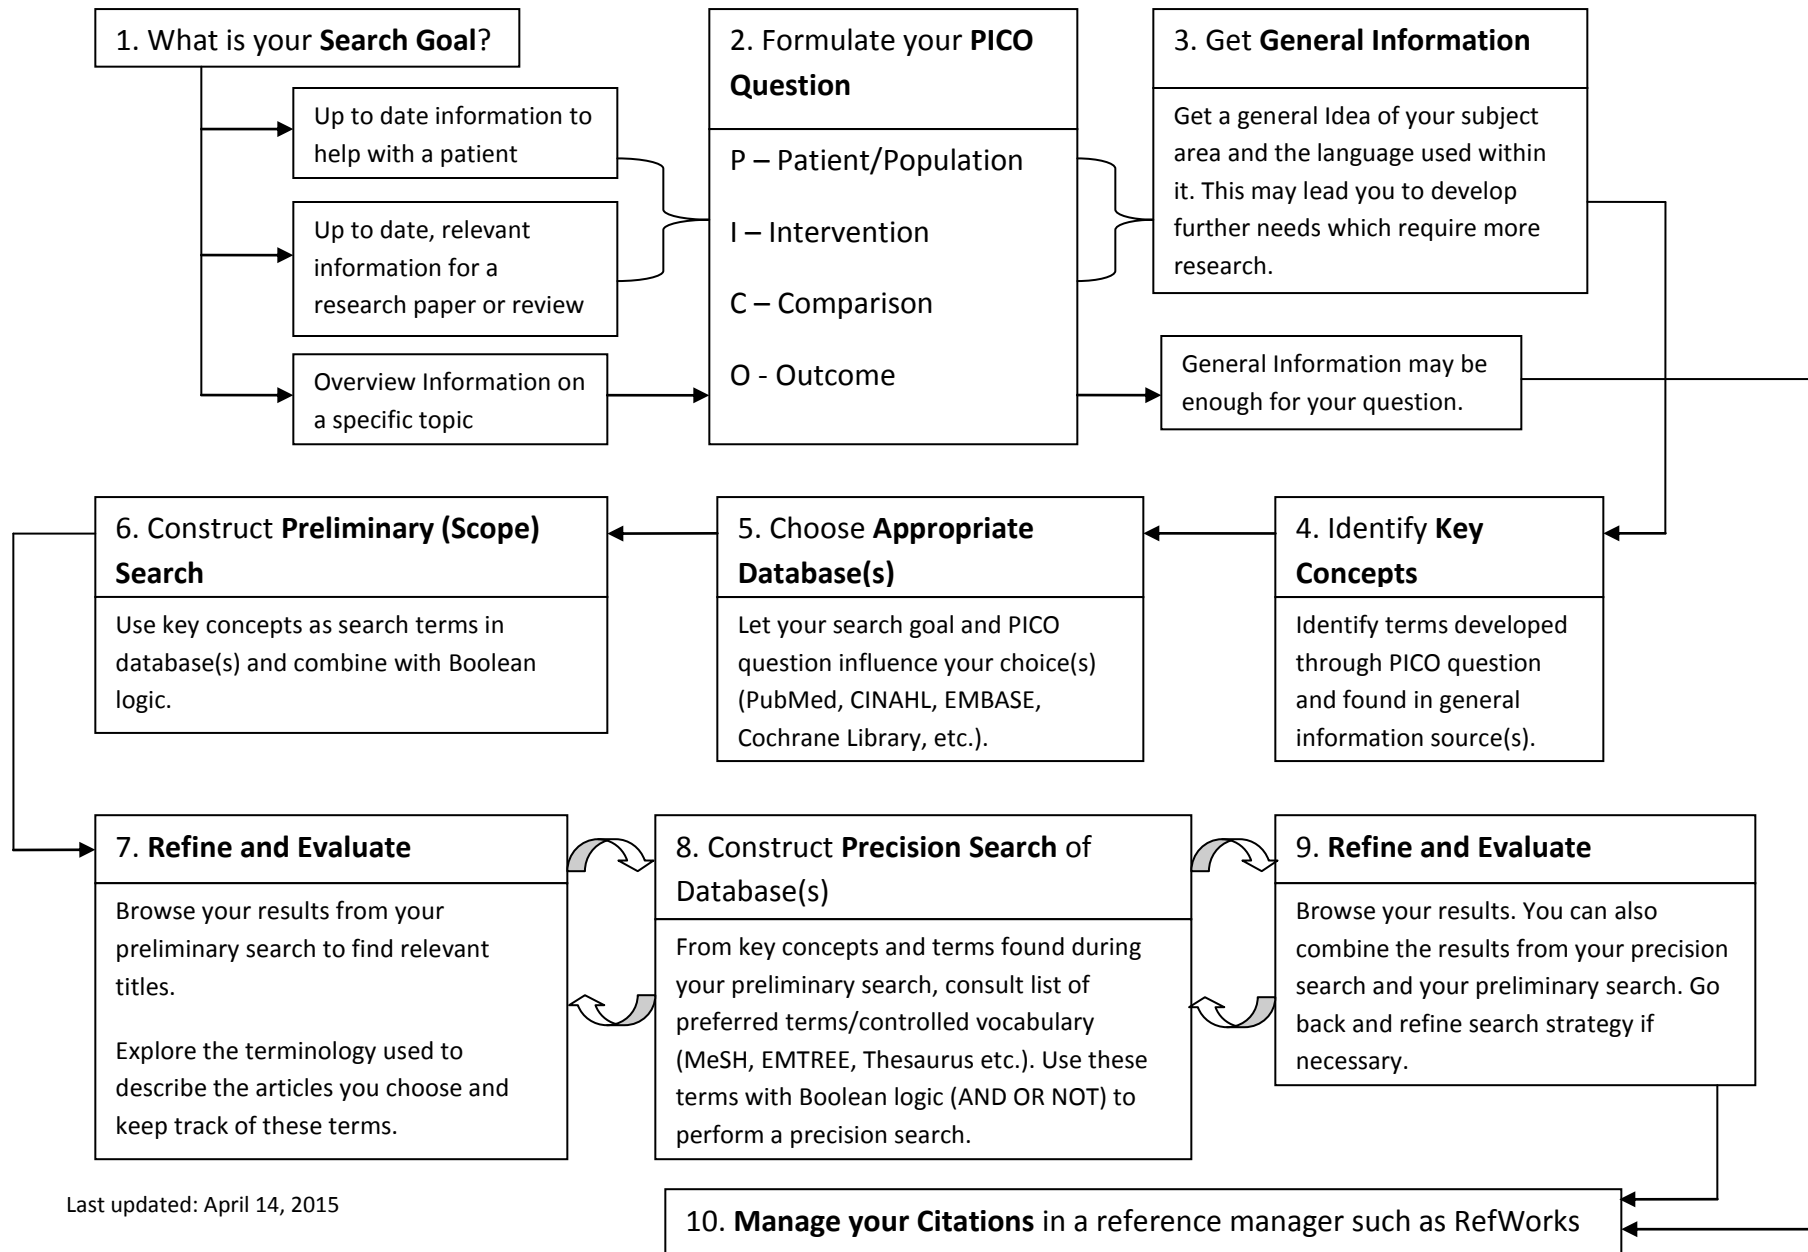 1. What is your Search Goal?
Up to date information to
help with a patient
Up to date, relevant
information for a
research paper or review
Overview Information on
a specific topic
2. Formulate your PICO
Question
P – Patient/Population
I – Intervention
C – Comparison
O - Outcome
3. Get General Information
Get a general Idea of your subject
area and the language used within
it. This may lead you to develop
further needs which require more
research.
General Information may be
enough for your question.
4. Identify Key
Concepts
Identify terms developed
through PICO question
and found in general
information source(s).
5. Choose Appropriate
Database(s)
Let your search goal and PICO
question influence your choice(s)
(PubMed, CINAHL, EMBASE,
Cochrane Library, etc.).
6. Construct Preliminary (Scope)
Search
Use key concepts as search terms in
database(s) and combine with Boolean
logic.
7. Refine and Evaluate
Browse your results from your
preliminary search to find relevant
titles.
Explore the terminology used to
describe the articles you choose and
keep track of these terms.
8. Construct Precision Search of
Database(s)
From key concepts and terms found during
your preliminary search, consult list of
preferred terms/controlled vocabulary
(MeSH, EMTREE, Thesaurus etc.). Use these
terms with Boolean logic (AND OR NOT) to
perform a precision search.
9. Refine and Evaluate
Browse your results. You can also
combine the results from your precision
search and your preliminary search. Go
back and refine search strategy if
necessary.
10. Manage your Citations in a reference manager such as RefWorks
Last updated: April 14, 2015